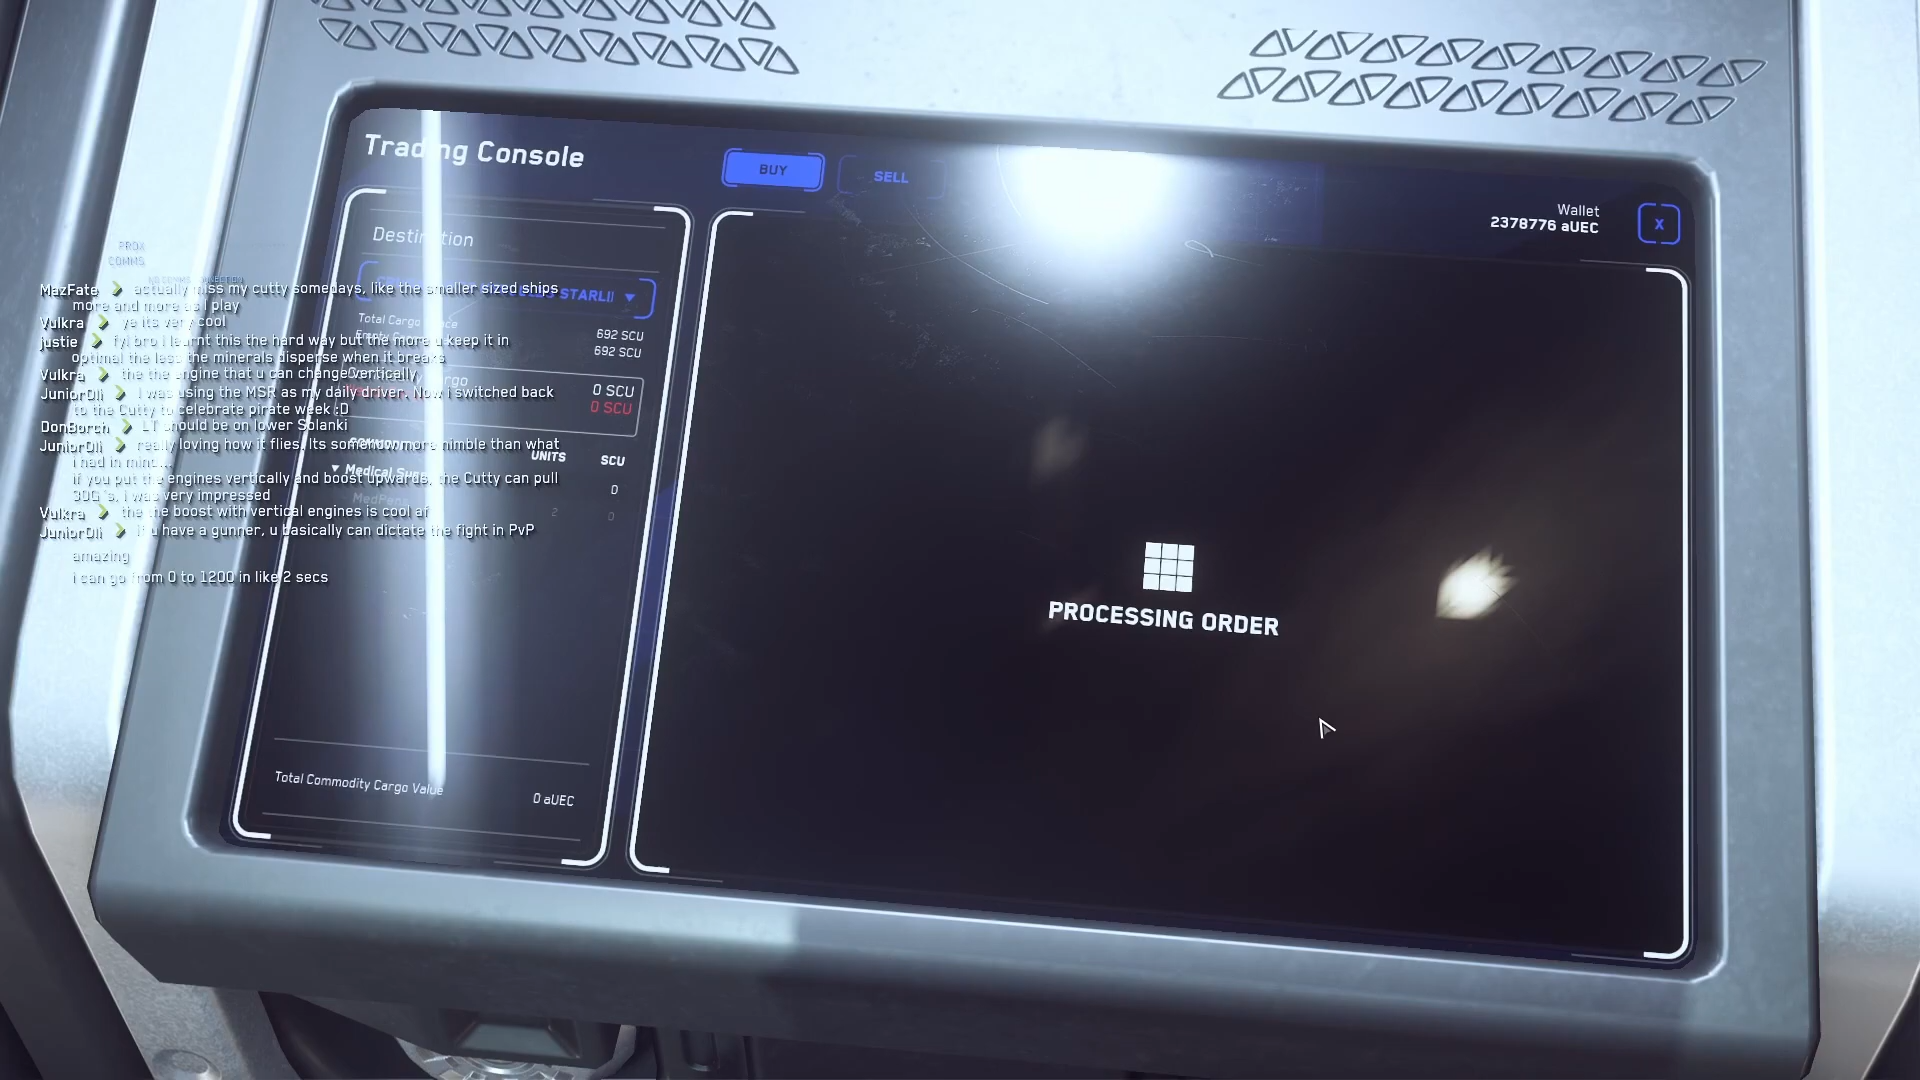 Trading Console
BUY
SELL
Wallet
2378776 aUEC
X
Destination
STARLI
Total Cargo Space
692 SCU
692 SCU
0 SCU
0 SCU
UNITS
SCU
Medical
0
MedPens
2
0
Total Commodity Cargo Value
0 aUEC
PROCESSING ORDER
PROX
COMMS
MazFate actually miss my cutty somedays, like the smaller sized ships
more and more as I play
Vulkra ye its very cool
justie fyi bro i learnt this the hard way but the more u keep it in
optimal the less the minerals disperse when it breaks
Vulkra the the engine that u can change vertically
JuniorDli I was using the MSR as my daily driver. Now i switched back
to the Cutty to celebrate pirate week :D
DonBorch LT should be on lower Solanki
JuniorDli really loving how it flies. Its somehow more nimble than what
i had in mind...
if you put the engines vertically and boost upwards, the Cutty can pull
30G's, i was very impressed
Vulkra the the boost with vertical engines is cool af
JuniorDli if u have a gunner, u basically can dictate the fight in PvP
amazing
i can go from 0 to 1200 in like 2 secs